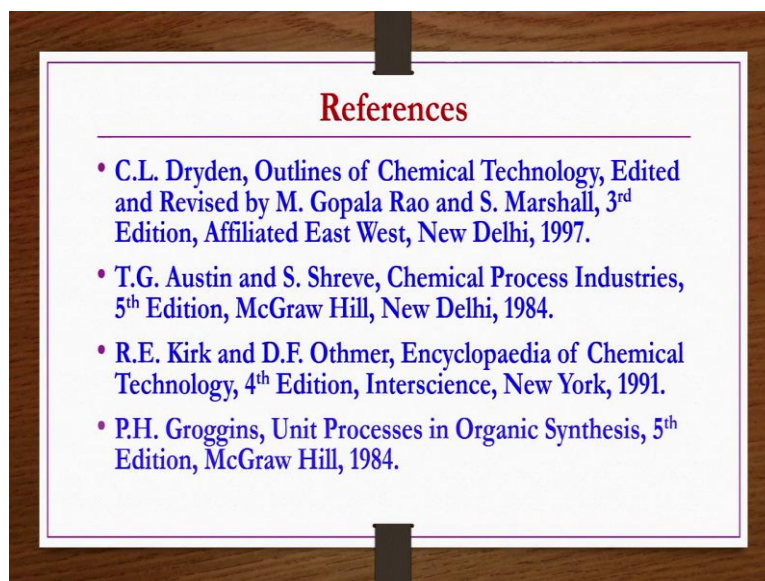 References
• C.L. Dryden, Outlines of Chemical Technology, Edited
and Revised by M. Gopala Rao and S. Marshall, 3rd
Edition, Affiliated East West, New Delhi, 1997.
• T.G. Austin and S. Shreve, Chemical Process Industries,
5th Edition, McGraw Hill, New Delhi, 1984.
• R.E. Kirk and D.F. Othmer, Encyclopaedia of Chemical
Technology, 4th Edition, Interscience, New York, 1991.
• P.H. Groggins, Unit Processes in Organic Synthesis, 5th
Edition, McGraw Hill, 1984.